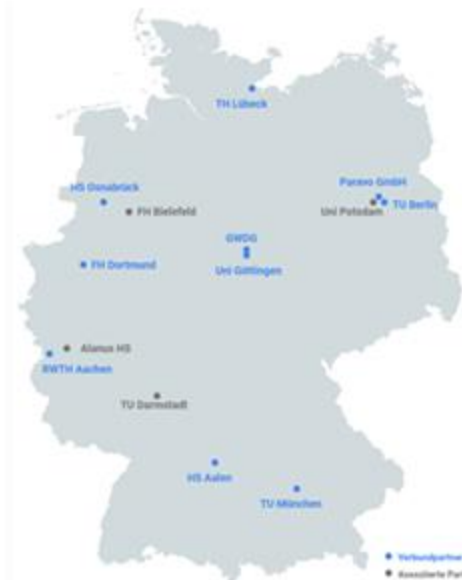 TH Lübeck
HS Osnabrück
FH Bielefeld
Parevo GmbH
Uni Potsdam
TU Berlin
GWDG
Uni Göttingen
FH Dortmund
Alanus HS
RWTH Aachen
TU Darmstadt
HS Aalen
TU München
Verbundpartner